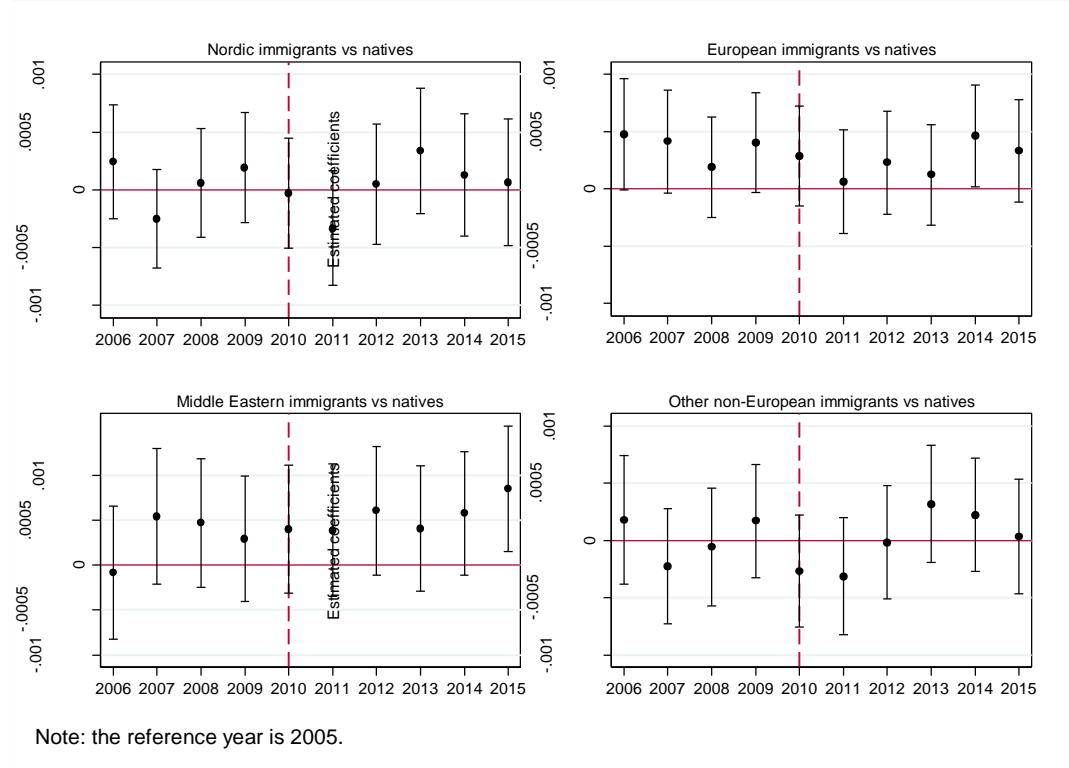 Nordic immigrants vs natives
.001
.0005
0
-.0005
-.001
Estimated coefficients
2006 2007 2008 2009 2010 2011 2012 2013 2014 2015
European immigrants vs natives
.001
.0005
0
-.0005
-.001
2006 2007 2008 2009 2010 2011 2012 2013 2014 2015
Middle Eastern immigrants vs natives
.001
.0005
0
-.0005
-.001
Estimated coefficients
2006 2007 2008 2009 2010 2011 2012 2013 2014 2015
Other non-European immigrants vs natives
.001
.0005
0
-.0005
-.001
2006 2007 2008 2009 2010 2011 2012 2013 2014 2015
Note: the reference year is 2005.